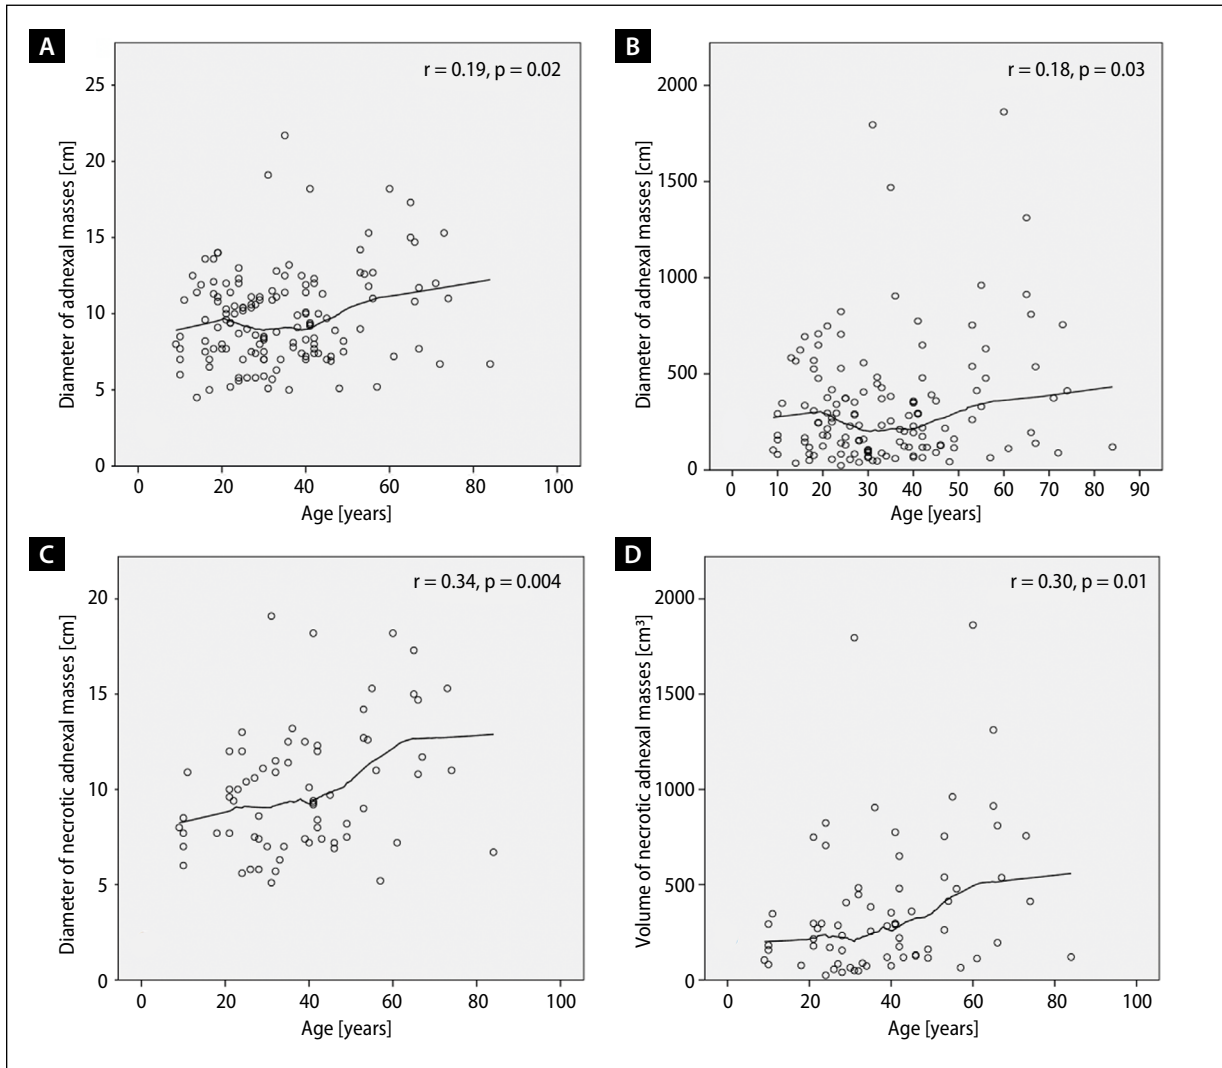 A
r = 0.19, p = 0.02
Diameter of adnexal masses [cm]
25
20
15
10
5
0
0 20 40 60 80 100
Age [years]
B
r = 0.18, p = 0.03
Diameter of adnexal masses [cm]
2000
1500
1000
500
0
0 10 20 30 40 50 60 70 80 90
Age [years]
C
r = 0.34, p = 0.004
Diameter of necrotic adnexal masses [cm]
20
15
10
5
0
0 20 40 60 80 100
Age [years]
D
r = 0.30, p = 0.01
Volume of necrotic adnexal masses [cm³]
2000
1500
1000
500
0
0 20 40 60 80 100
Age [years]